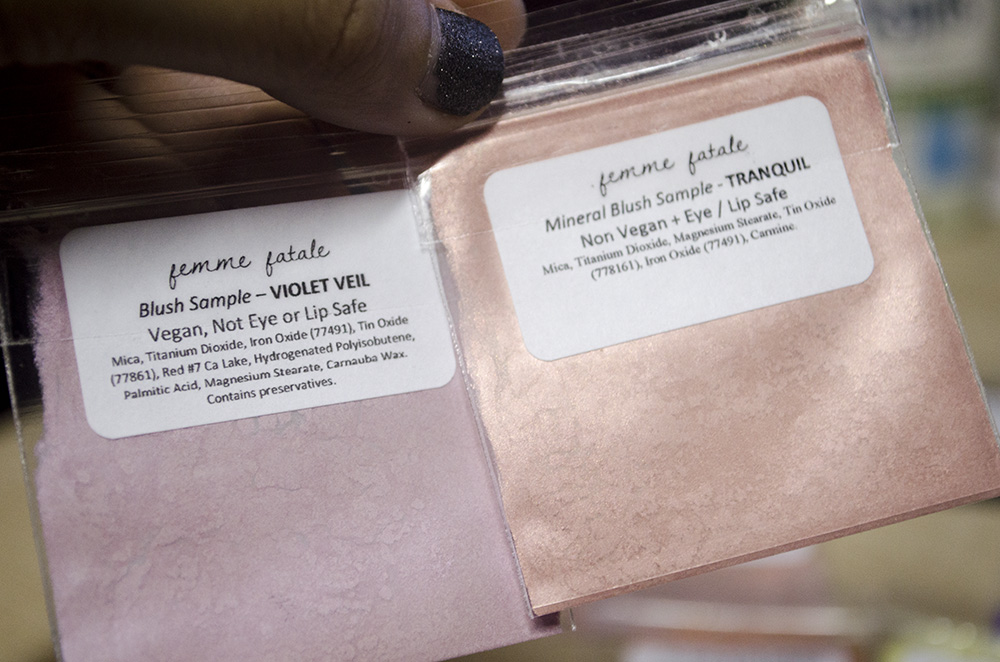 femme fatale
Blush Sample – VIOLET VEIL
Vegan, Not Eye or Lip Safe
Mica, Titanium Dioxide, Iron Oxide (77491), Tin Oxide
(77861), Red #7 Ca Lake, Hydrogenated Polyisobutene,
Palmitic Acid, Magnesium Stearate, Carnauba Wax.
Contains preservatives.
femme fatale
Mineral Blush Sample - TRANQUIL
Non Vegan + Eye / Lip Safe
Mica, Titanium Dioxide, Magnesium Stearate, Tin Oxide
(778161), Iron Oxide (77491), Carmine.